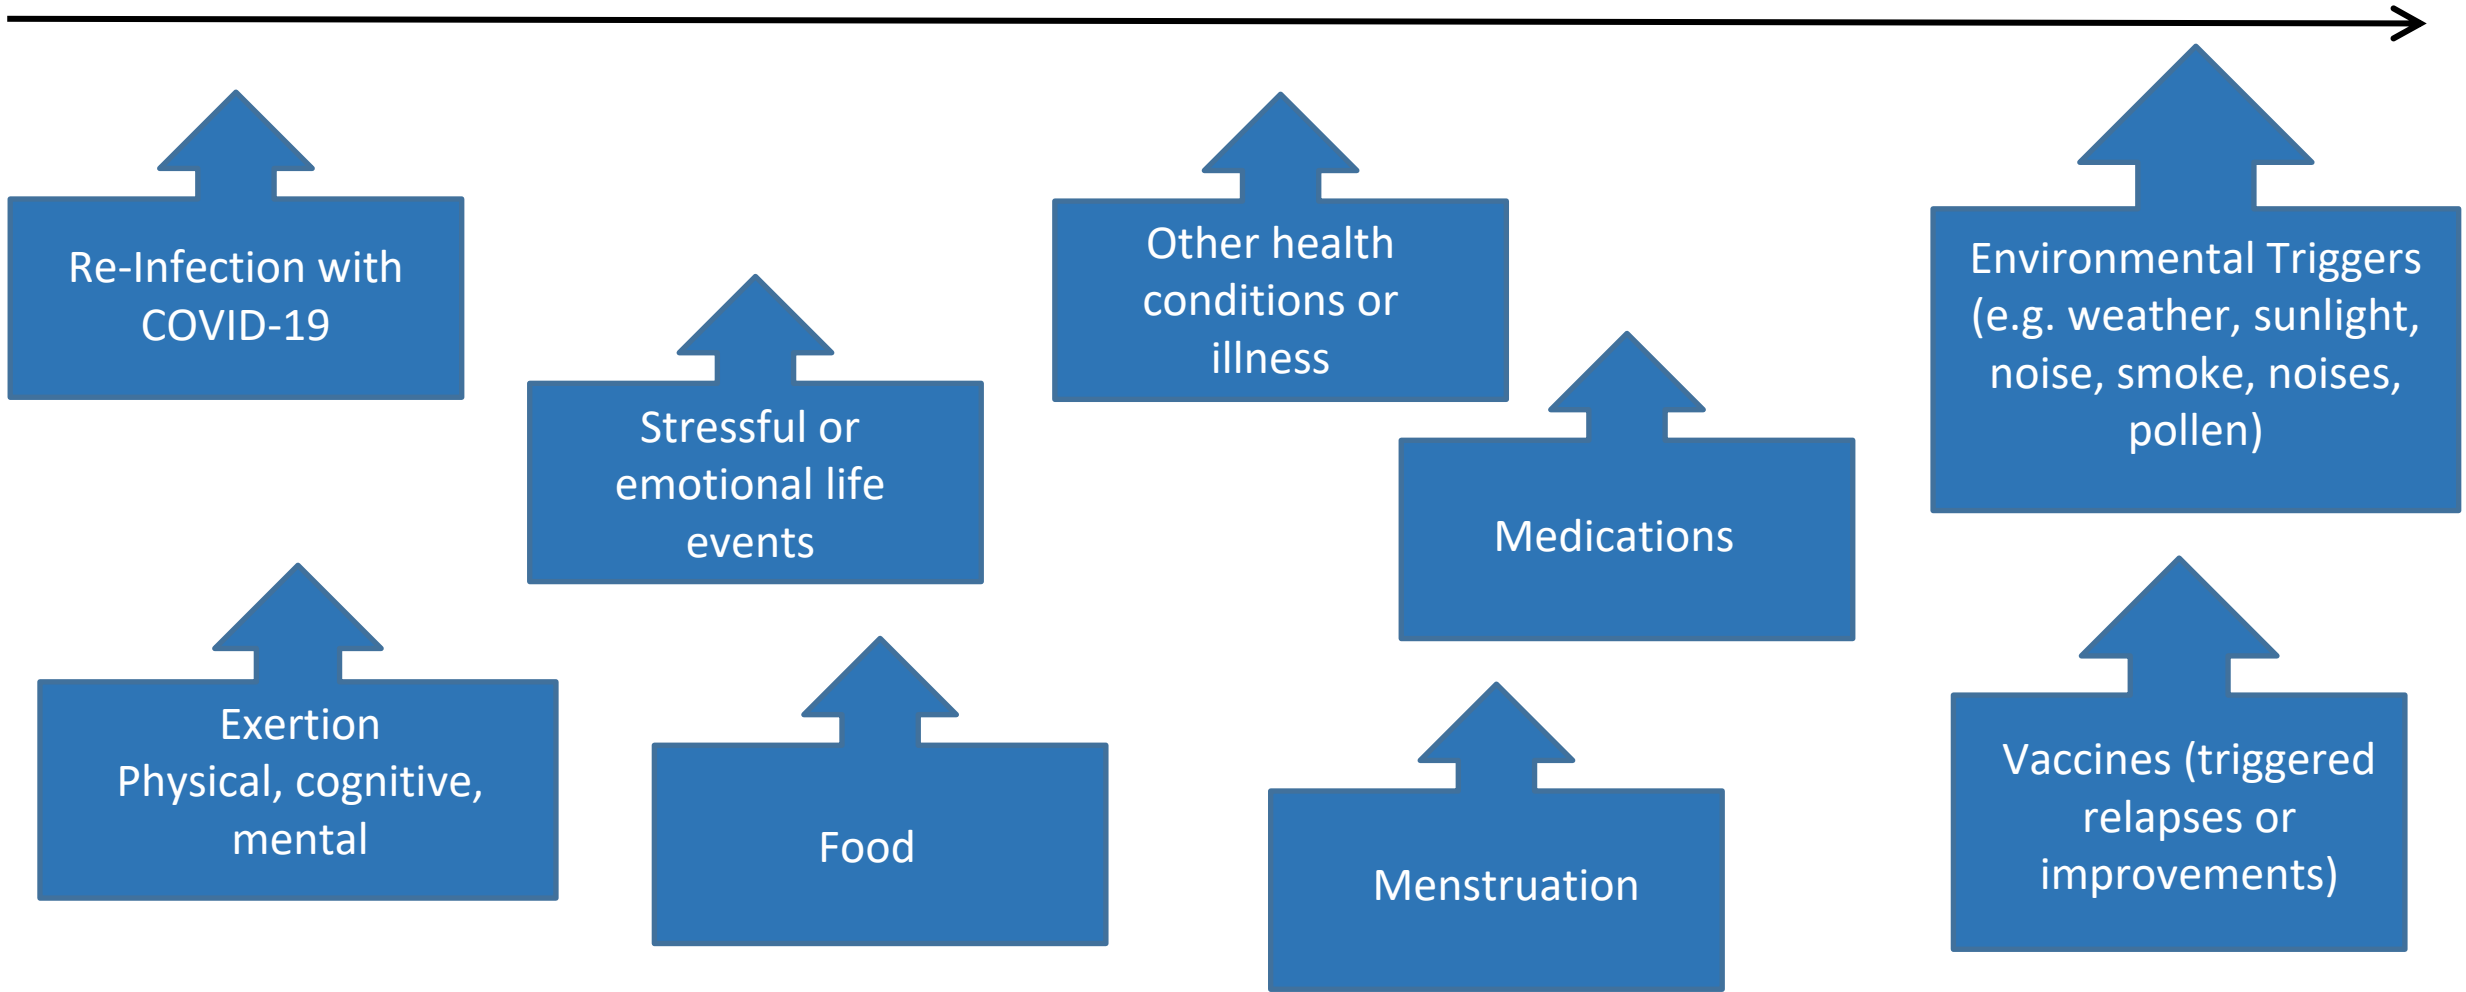 Re-Infection with
COVID-19
Stressful or
emotional life
events
Other health
conditions or
illness
Medications
Environmental Triggers
(e.g. weather, sunlight,
noise, smoke, noises,
pollen)
Exertion
Physical, cognitive,
mental
Food
Menstruation
Vaccines (triggered
relapses or
improvements)